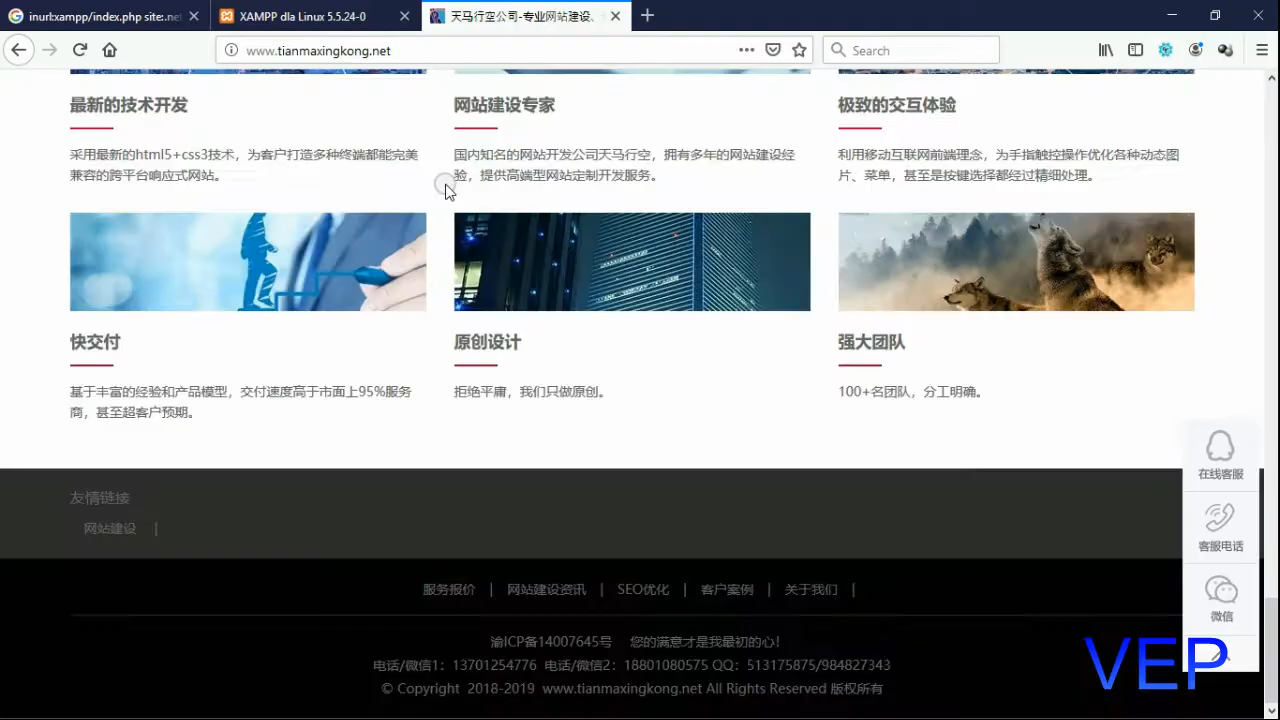 inurl:xampp/index.php site:.net
XAMPP dla Linux 5.5.24-0
天马行空公司-专业网站建设、
www.tianmaxingkong.net
Search
最新的技术开发
网站建设专家
极致的交互体验
采用最新的html5+css3技术，为客户打造多种终端都能完美
兼容的跨平台响应式网站。
国内知名的网站开发公司天马行空，拥有多年的网站建设经
验，提供高端型网站定制开发服务。
利用移动互联网前端理念，为手指触控操作优化各种动态图
片、菜单，甚至是按键选择都经过精细处理。
快交付
原创设计
强大团队
基于丰富的经验和产品模型，交付速度高于市面上95%服务
商，甚至超客户预期。
拒绝平庸，我们只做原创。
100+名团队，分工明确。
在线客服
客服电话
微信
友情链接
网站建设 |
服务报价 | 网站建设资讯 | SEO优化 | 客户案例 | 关于我们 |
渝ICP备14007645号 您的满意才是我最初的心！
电话/微信1：13701254776 电话/微信2：18801080575 QQ：513175875/984827343
© Copyright 2018-2019 www.tianmaxingkong.net All Rights Reserved 版权所有
VEP